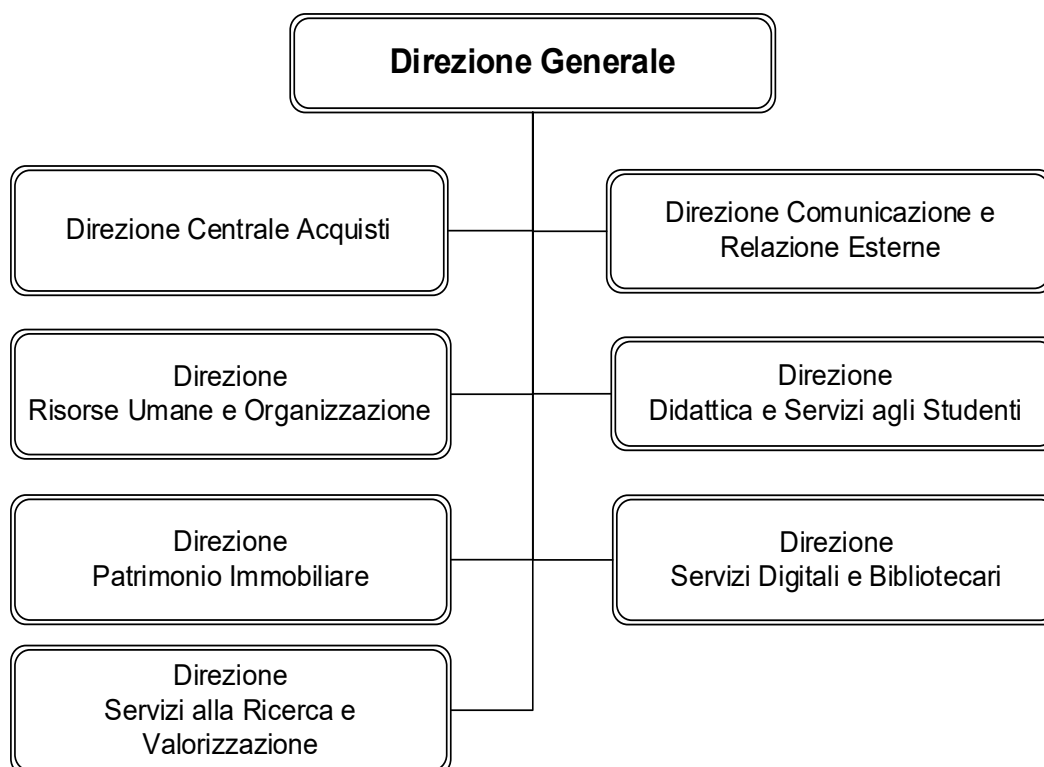 Direzione Generale
Direzione Centrale Acquisti
Direzione Comunicazione e
Relazione Esterne
Direzione
Risorse Umane e Organizzazione
Direzione
Didattica e Servizi agli Studenti
Direzione
Patrimonio Immobiliare
Direzione
Servizi Digitali e Bibliotecari
Direzione
Servizi alla Ricerca e
Valorizzazione